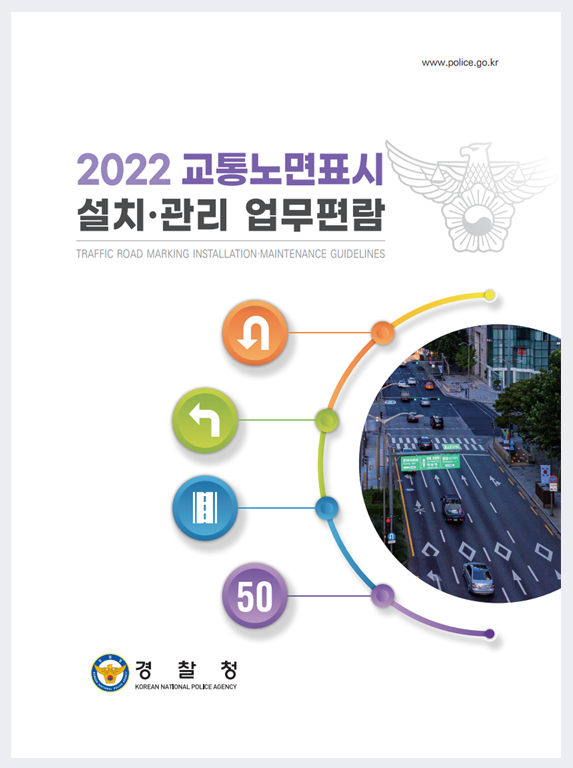 www.police.go.kr
2022 교통노면표시
설치·관리 업무편람
TRAFFIC ROAD MARKING INSTALLATION·MAINTENANCE GUIDELINES
50
경 찰 청
KOREAN NATIONAL POLICE AGENCY